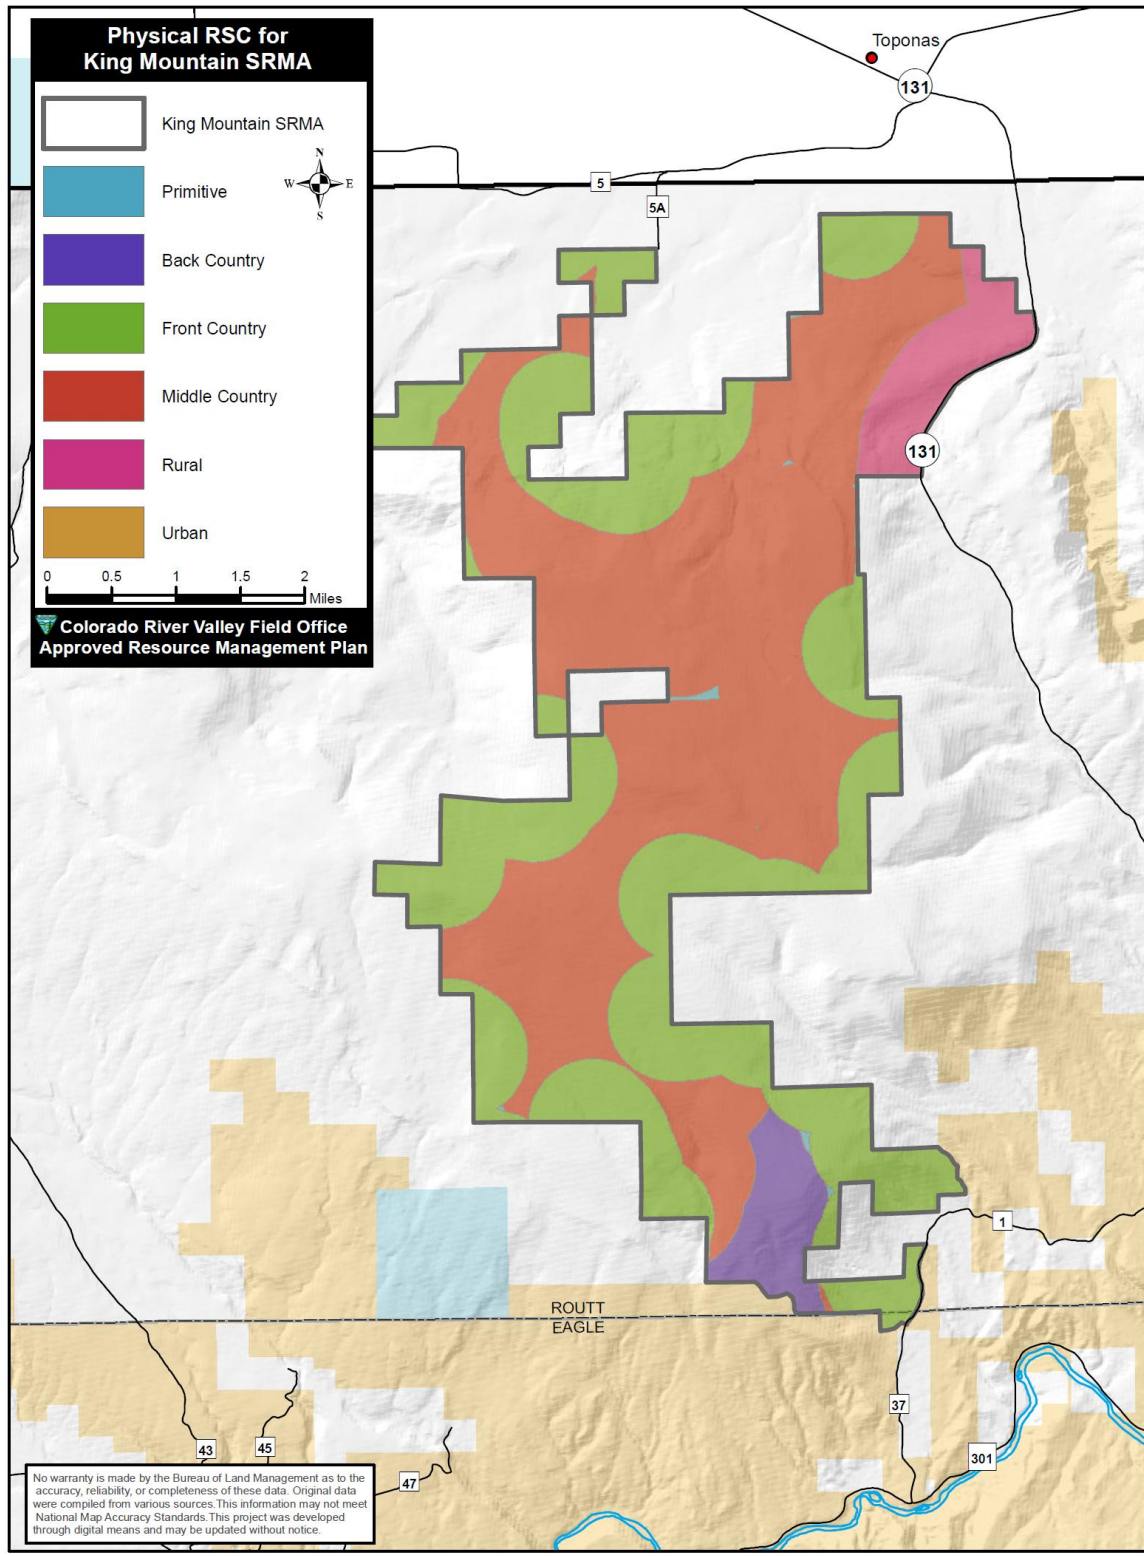 Physical RSC for
King Mountain SRMA
King Mountain SRMA
N
W E
S
Primitive
Back Country
Front Country
Middle Country
Rural
Urban
0 0.5 1 1.5 2
Miles
Colorado River Valley Field Office
Approved Resource Management Plan
Toponas
131
5
5A
131
1
ROUTT
EAGLE
37
301
43
45
47
No warranty is made by the Bureau of Land Management as to the
accuracy, reliability, or completeness of these data. Original data
were compiled from various sources.This information may not meet
National Map Accuracy Standards.This project was developed
through digital means and may be updated without notice.